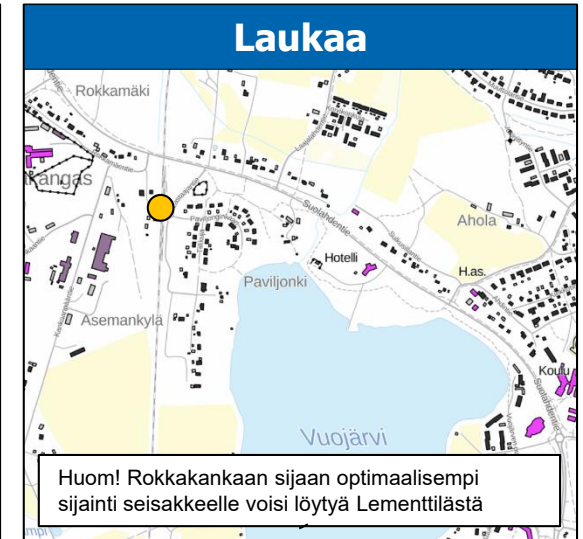 Laukaa
Rokkamäki
Suolahdentie
Ahola
Hotelli
H.as.
Paviljonki
Asemankylä
Koulu
Suolahdentie
Vuojärvi
Huom! Rokkakankaan sijaan optimaalisempi
sijainti seisakkeelle voisi löytyä Lementtilästä